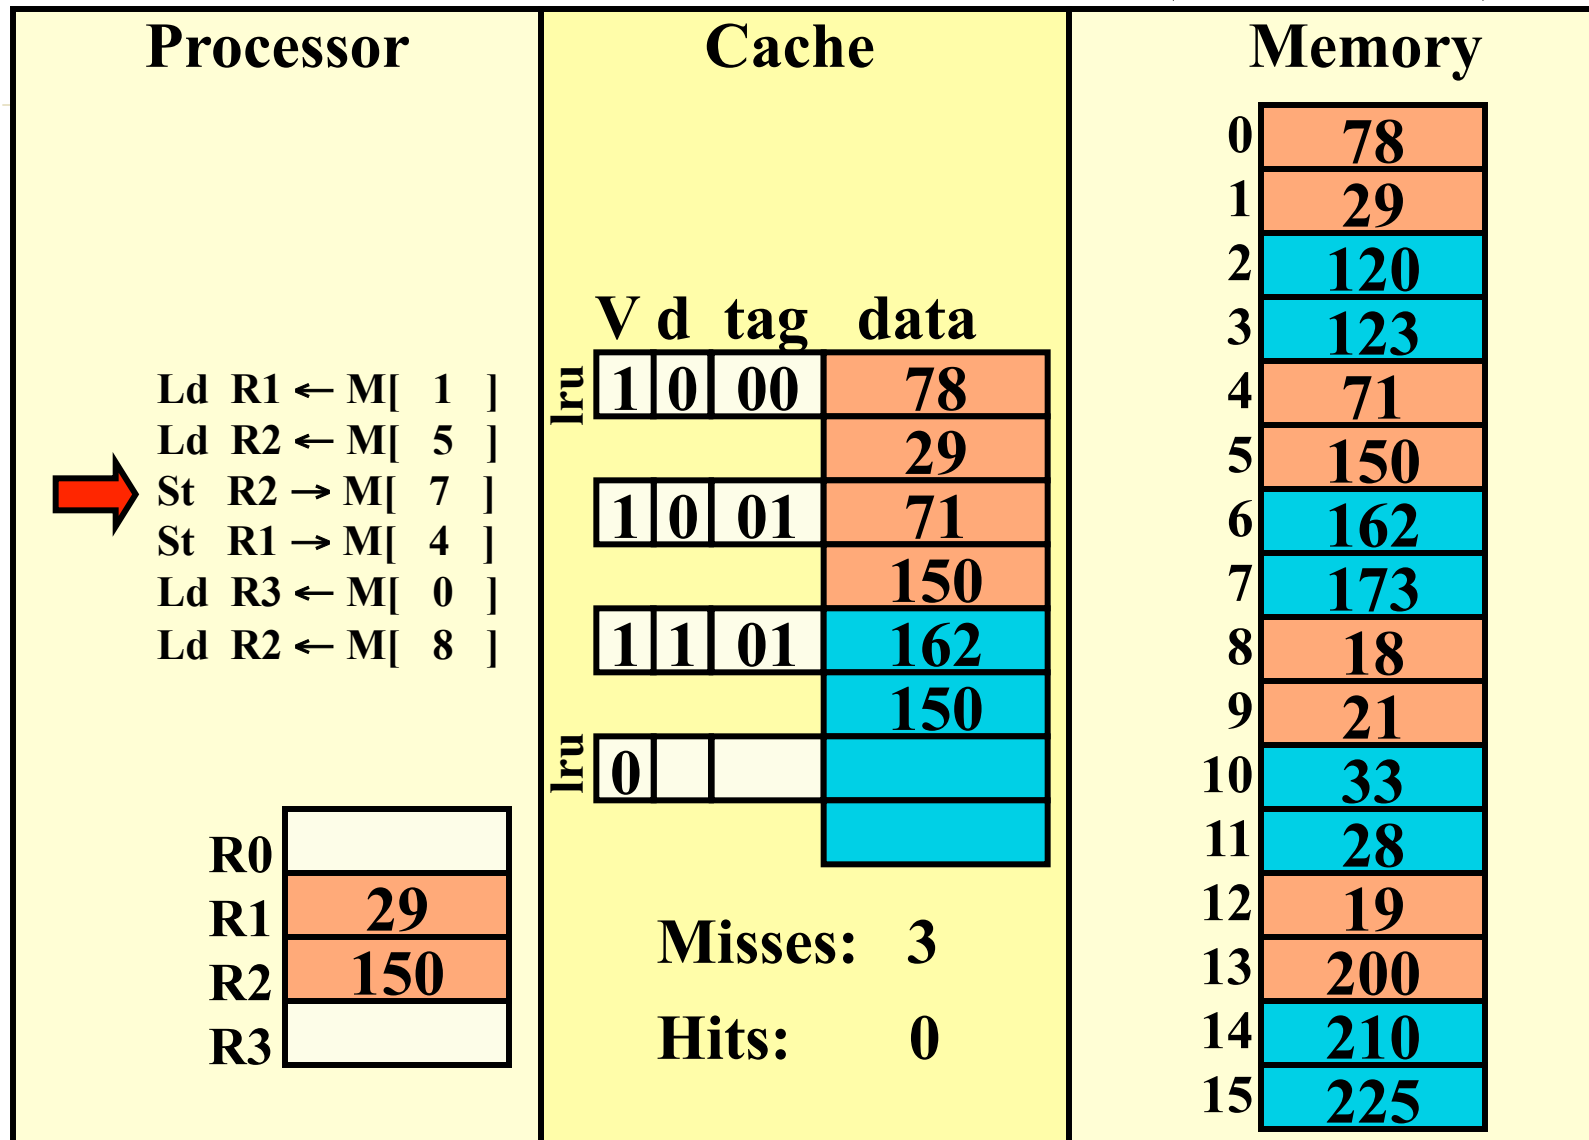 Processor
Cache
Memory
Ld R1 ← M[ 1 ]
Ld R2 ← M[ 5 ]
St R2 → M[ 7 ]
St R1 → M[ 4 ]
Ld R3 ← M[ 0 ]
Ld R2 ← M[ 8 ]
R0
R1 29
R2 150
R3
V d tag data
lru 1 0 00 78
29
1 0 01 71
150
1 1 01 162
150
lru 0
Misses: 3
Hits: 0
0 78
1 29
2 120
3 123
4 71
5 150
6 162
7 173
8 18
9 21
10 33
11 28
12 19
13 200
14 210
15 225